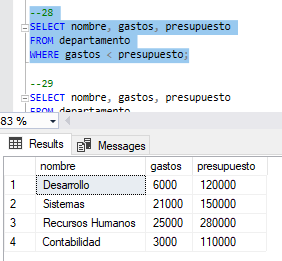 --28
SELECT nombre, gastos, presupuesto
FROM departamento
WHERE gastos < presupuesto;
--29
SELECT nombre, gastos, presupuesto
FROM departamento
83 %
Results Messages
nombre gastos presupuesto
1 Desarrollo 6000 120000
2 Sistemas 21000 150000
3 Recursos Humanos 25000 280000
4 Contabilidad 3000 110000